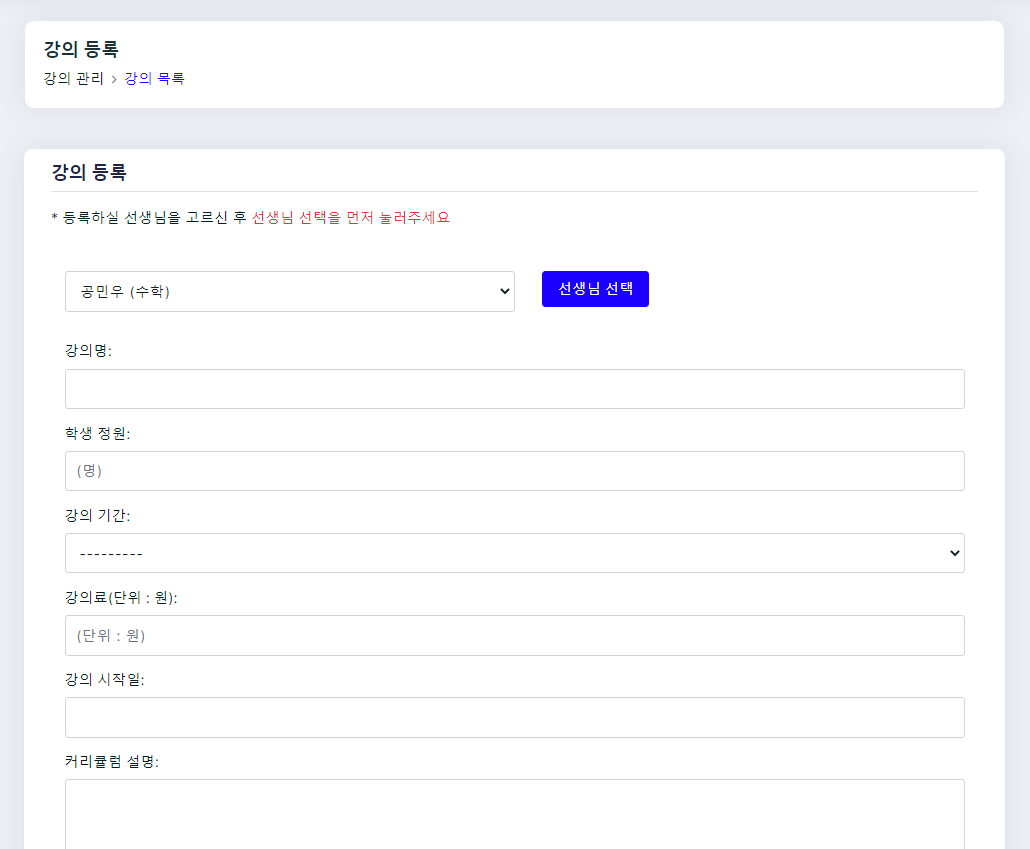 강의 등록
강의 관리 > 강의 목록
강의 등록
* 등록하실 선생님을 고르신 후 선생님 선택을 먼저 눌러주세요
공민우 (수학)
선생님 선택
강의명:
학생 정원:
(명)
강의 기간:
---------
강의료(단위 : 원):
(단위 : 원)
강의 시작일:
커리큘럼 설명: